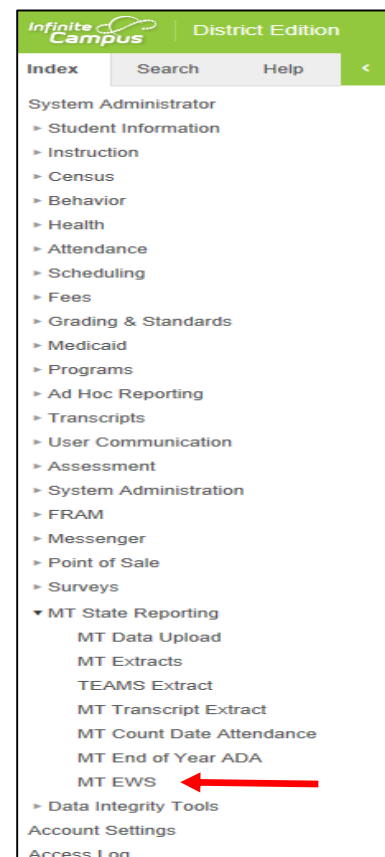 Infinite Campus District Edition
Index Search Help <
System Administrator
Student Information
Instruction
Census
Behavior
Health
Attendance
Scheduling
Fees
Grading & Standards
Medicaid
Programs
Ad Hoc Reporting
Transcripts
User Communication
Assessment
System Administration
FRAM
Messenger
Point of Sale
Surveys
MT State Reporting
MT Data Upload
MT Extracts
TEAMS Extract
MT Transcript Extract
MT Count Date Attendance
MT End of Year ADA
MT EWS
Data Integrity Tools
Account Settings
Access Log